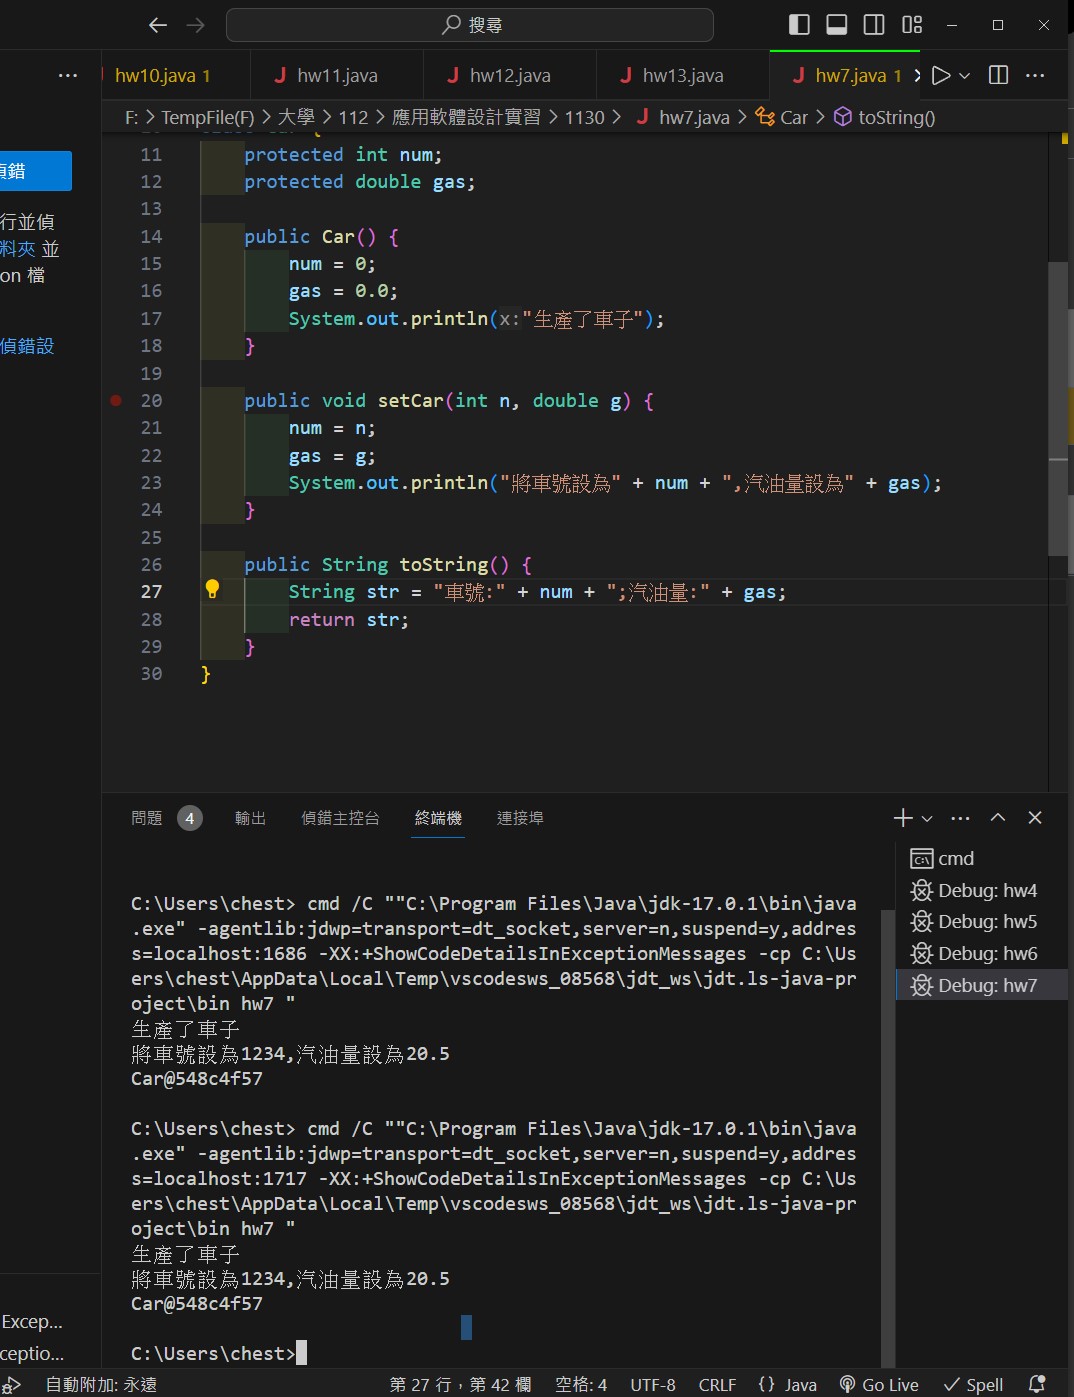 搜尋
hw10.java 1
hw11.java
hw12.java
hw13.java
hw7.java 1
F: > TempFile(F) > 大學 > 112 > 應用軟體設計實習 > 1130 > hw7.java > Car > toString()
11 protected int num;
12 protected double gas;
13
14 public Car() {
15 num = 0;
16 gas = 0.0;
17 System.out.println(x:"生產了車子");
18 }
19
20 public void setCar(int n, double g) {
21 num = n;
22 gas = g;
23 System.out.println("將車號設為" + num + ",汽油量設為" + gas);
24 }
25
26 public String toString() {
27 String str = "車號:" + num + ";汽油量:" + gas;
28 return str;
29 }
30 }
偵錯
行並偵
料夾 並
on 檔
偵錯設
Excep...
ceptio...
問題 4 輸出 偵錯主控台 終端機 連接埠
C:\Users\chest> cmd /C ""C:\Program Files\Java\jdk-17.0.1\bin\java
.exe" -agentlib:jdwp=transport=dt_socket,server=n,suspend=y,addres
s=localhost:1686 -XX:+ShowCodeDetailsInExceptionMessages -cp C:\Us
ers\chest\AppData\Local\Temp\vscodesws_08568\jdt_ws\jdt.ls-java-pr
oject\bin hw7 "
生產了車子
將車號設為1234,汽油量設為20.5
Car@548c4f57
C:\Users\chest> cmd /C ""C:\Program Files\Java\jdk-17.0.1\bin\java
.exe" -agentlib:jdwp=transport=dt_socket,server=n,suspend=y,addres
s=localhost:1717 -XX:+ShowCodeDetailsInExceptionMessages -cp C:\Us
ers\chest\AppData\Local\Temp\vscodesws_08568\jdt_ws\jdt.ls-java-pr
oject\bin hw7 "
生產了車子
將車號設為1234,汽油量設為20.5
Car@548c4f57
C:\Users\chest>
cmd
Debug: hw4
Debug: hw5
Debug: hw6
Debug: hw7
自動附加: 永遠 第 27 行，第 42 欄 空格: 4 UTF-8 CRLF {} Java Go Live Spell